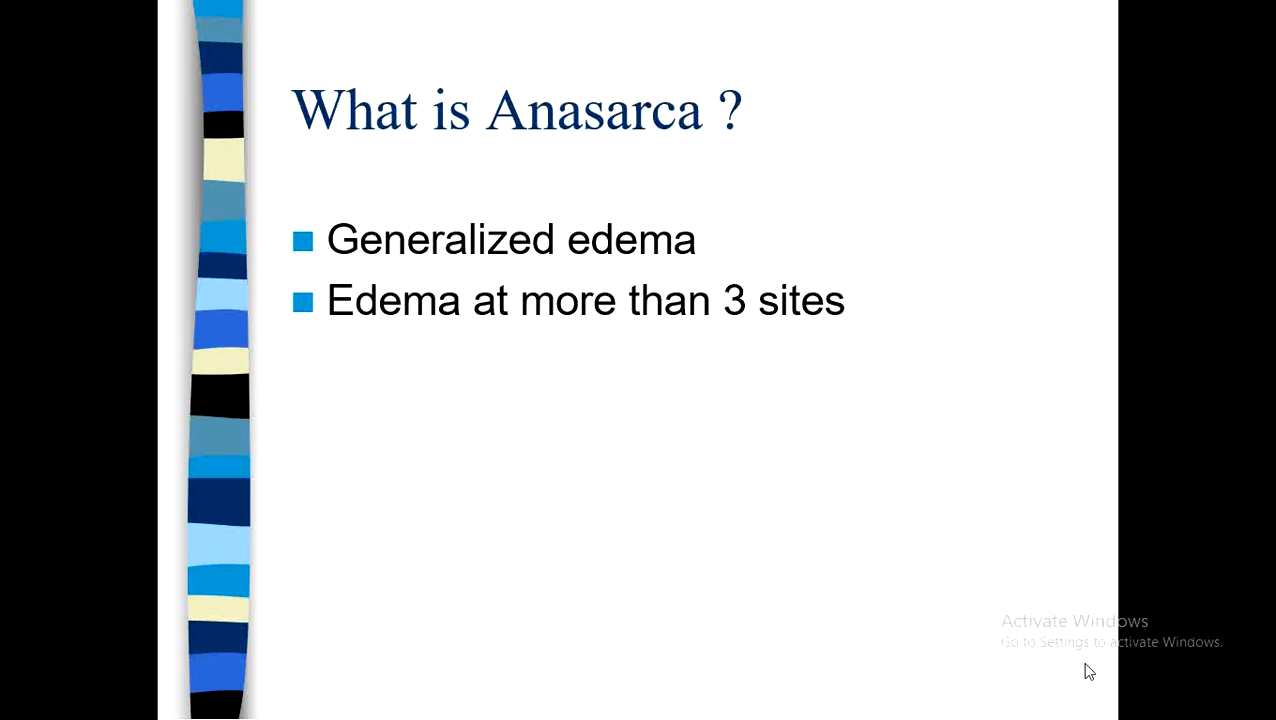 What is Anasarca ?
Generalized edema
Edema at more than 3 sites
Activate Windows
Go to Settings to activate Windows.